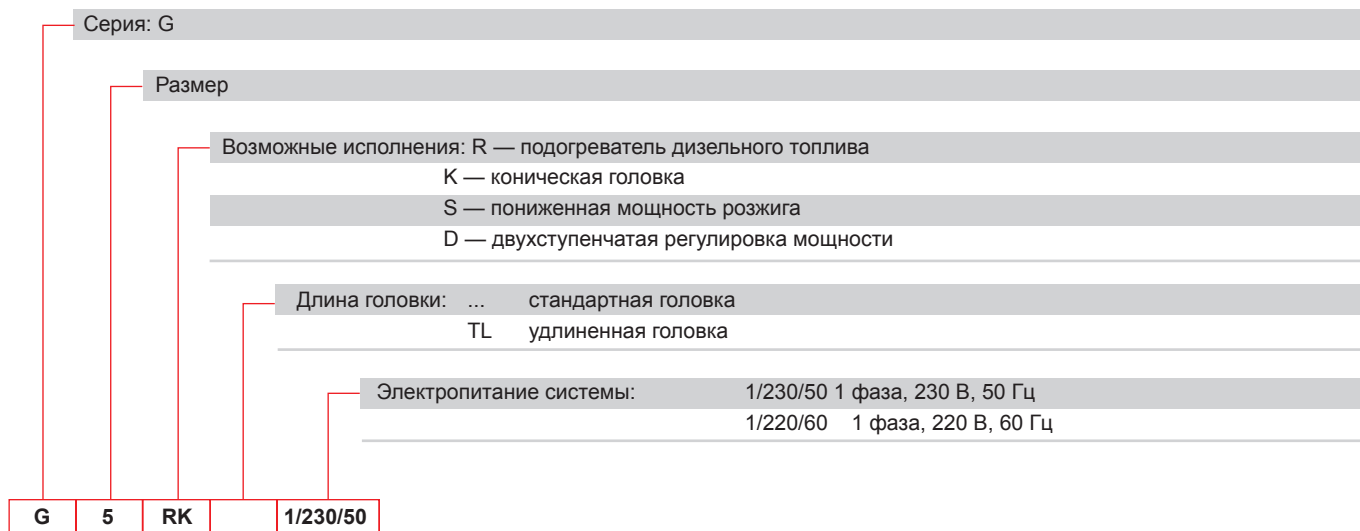 Серия: G
Размер
Возможные исполнения: R — подогреватель дизельного топлива
K — коническая головка
S — пониженная мощность розжига
D — двухступенчатая регулировка мощности
Длина головки: ... стандартная головка
TL удлиненная головка
Электропитание системы: 1/230/50 1 фаза, 230 В, 50 Гц
1/220/60 1 фаза, 220 В, 60 Гц
G 5 RK 1/230/50